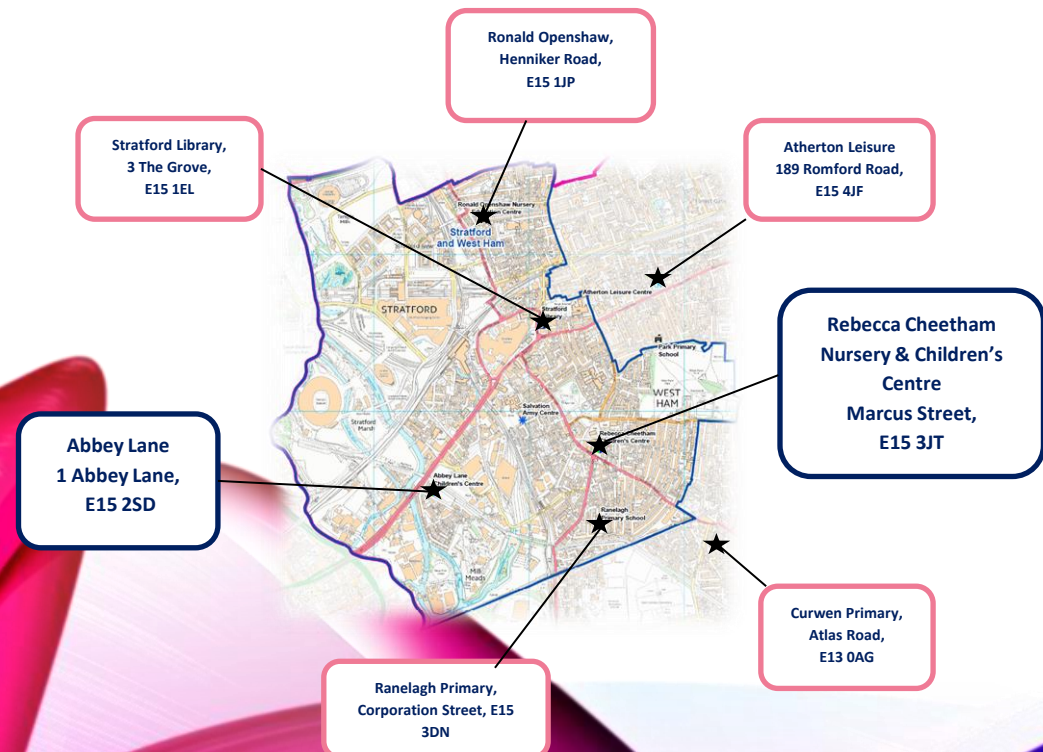 Ronald Openshaw,
Henniker Road,
E15 1JP
Stratford Library,
3 The Grove,
E15 1EL
Atherton Leisure
189 Romford Road,
E15 4JF
Ronald Openshaw Nursery
Centre
Stratford
and West Ham
Atherton Leisure Centre
STRATFORD
Stratford
Park Primary
School
Rebecca Cheetham
Nursery & Children's
Centre
Marcus Street,
E15 3JT
WEST
HAM
Salvation
Army Centre
Stratford
Marsh
Rebecca Cheetham
Children's Centre
Abbey Lane
1 Abbey Lane,
E15 2SD
Abbey Lane
Children's Centre
Ranelagh
Primary School
Mill
Meads
Curwen Primary,
Atlas Road,
E13 0AG
Ranelagh Primary,
Corporation Street, E15
3DN